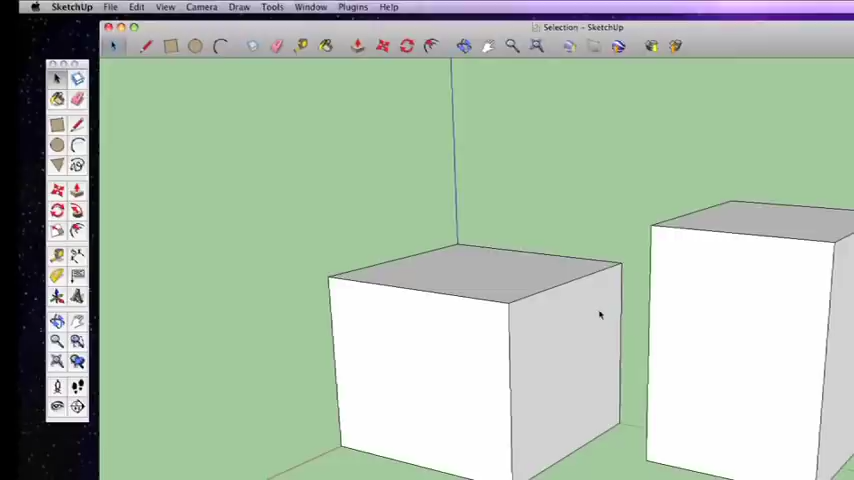 SketchUp File Edit View Camera Draw Tools Window Plugins Help
Selection – SketchUp